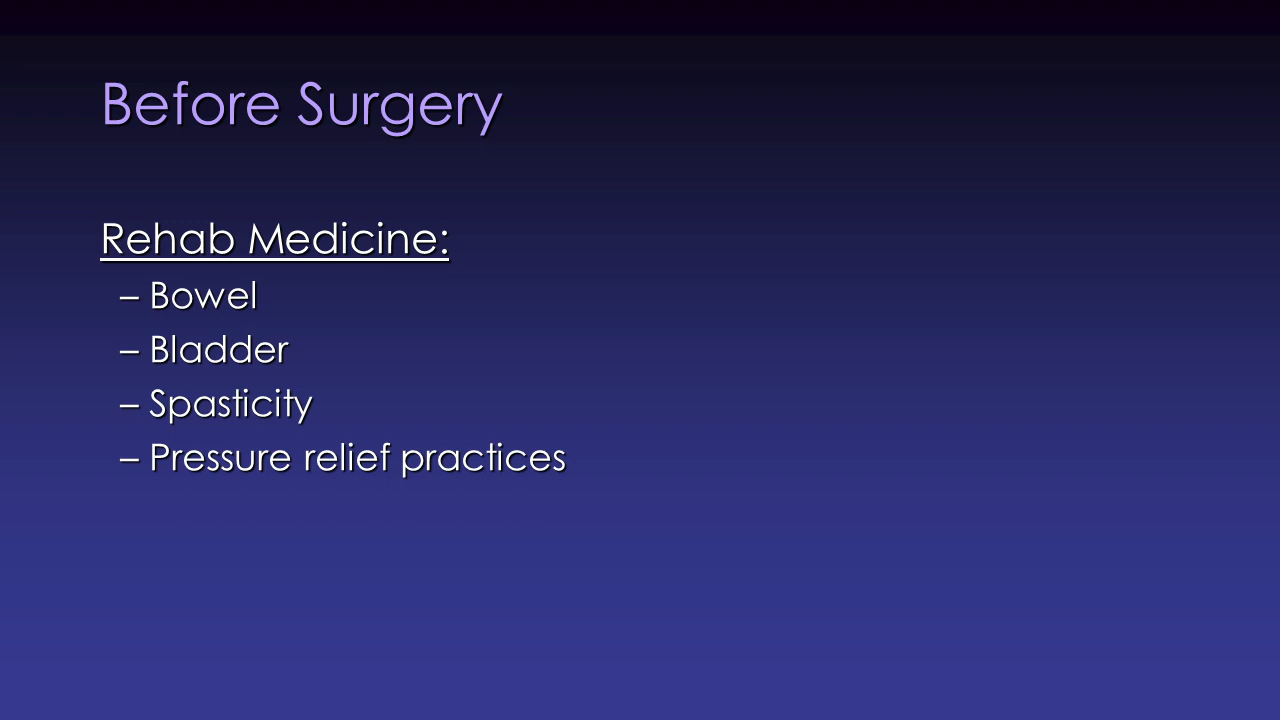 Before Surgery
Rehab Medicine:
– Bowel
– Bladder
– Spasticity
– Pressure relief practices